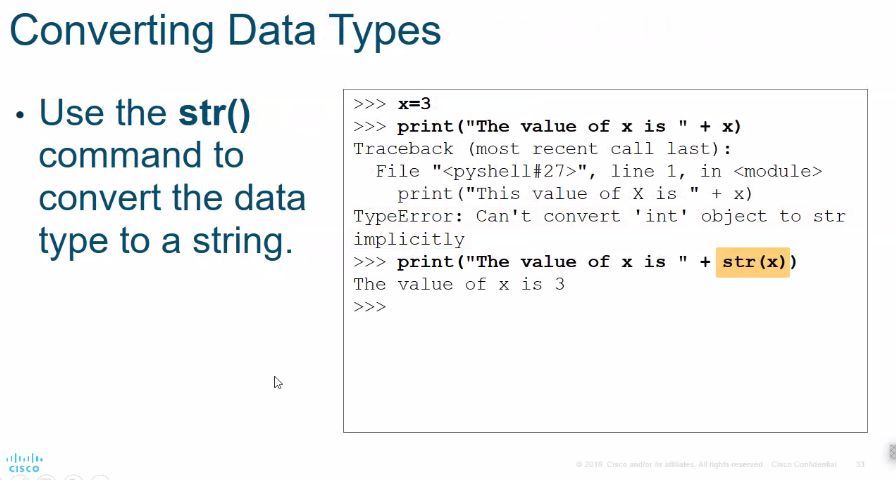 Converting Data Types
• Use the str()
command to
convert the data
type to a string.
>>> x=3
>>> print("The value of x is " + x)
Traceback (most recent call last):
File "<pyshell#27>", line 1, in <module>
print("This value of X is " + x)
TypeError: Can't convert 'int' object to str
implicitly
>>> print("The value of x is " + str(x))
The value of x is 3
>>>
CISCO
© 2016 Cisco and/or its affiliates. All rights reserved. Cisco Confidential 33